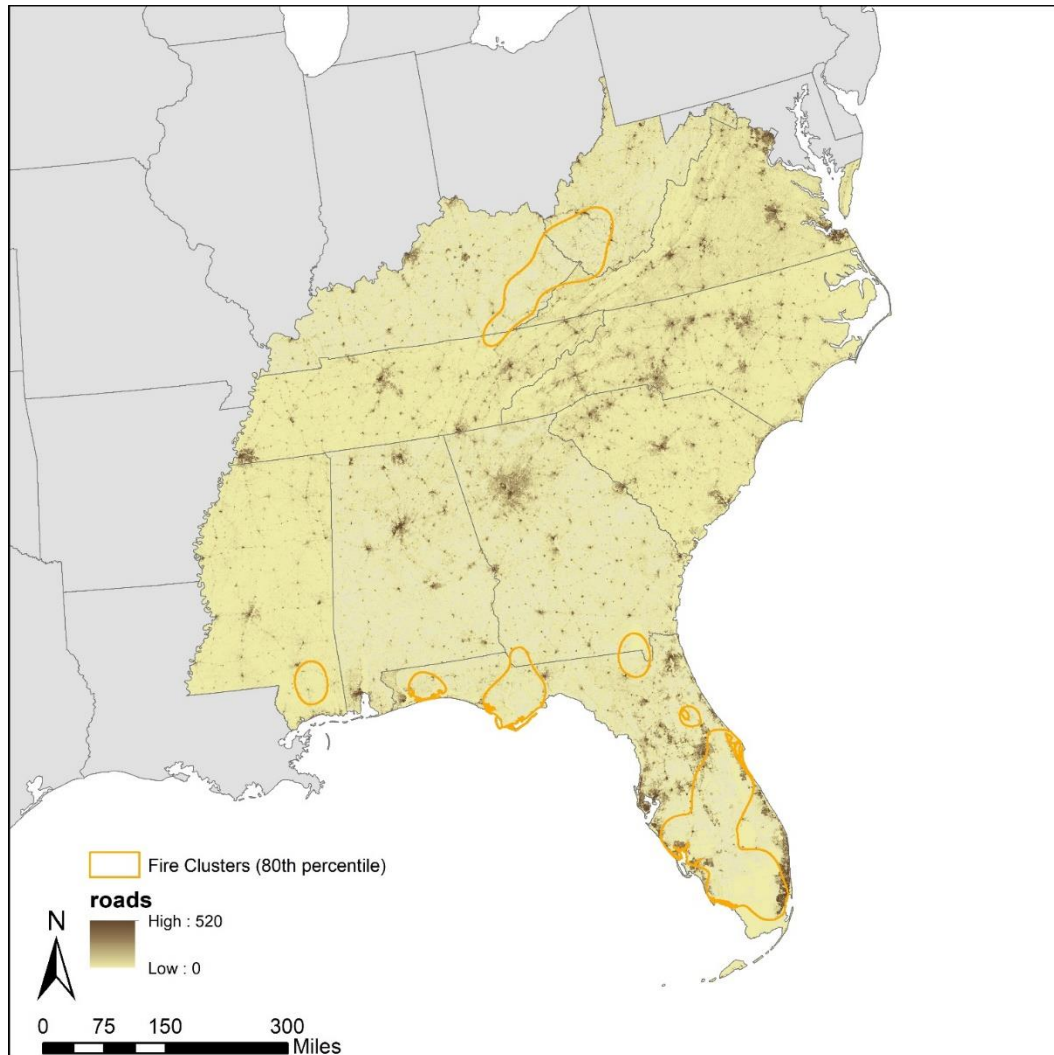 Fire Clusters (80th percentile)
roads
High : 520
Low : 0
N
0 75 150 300
Miles